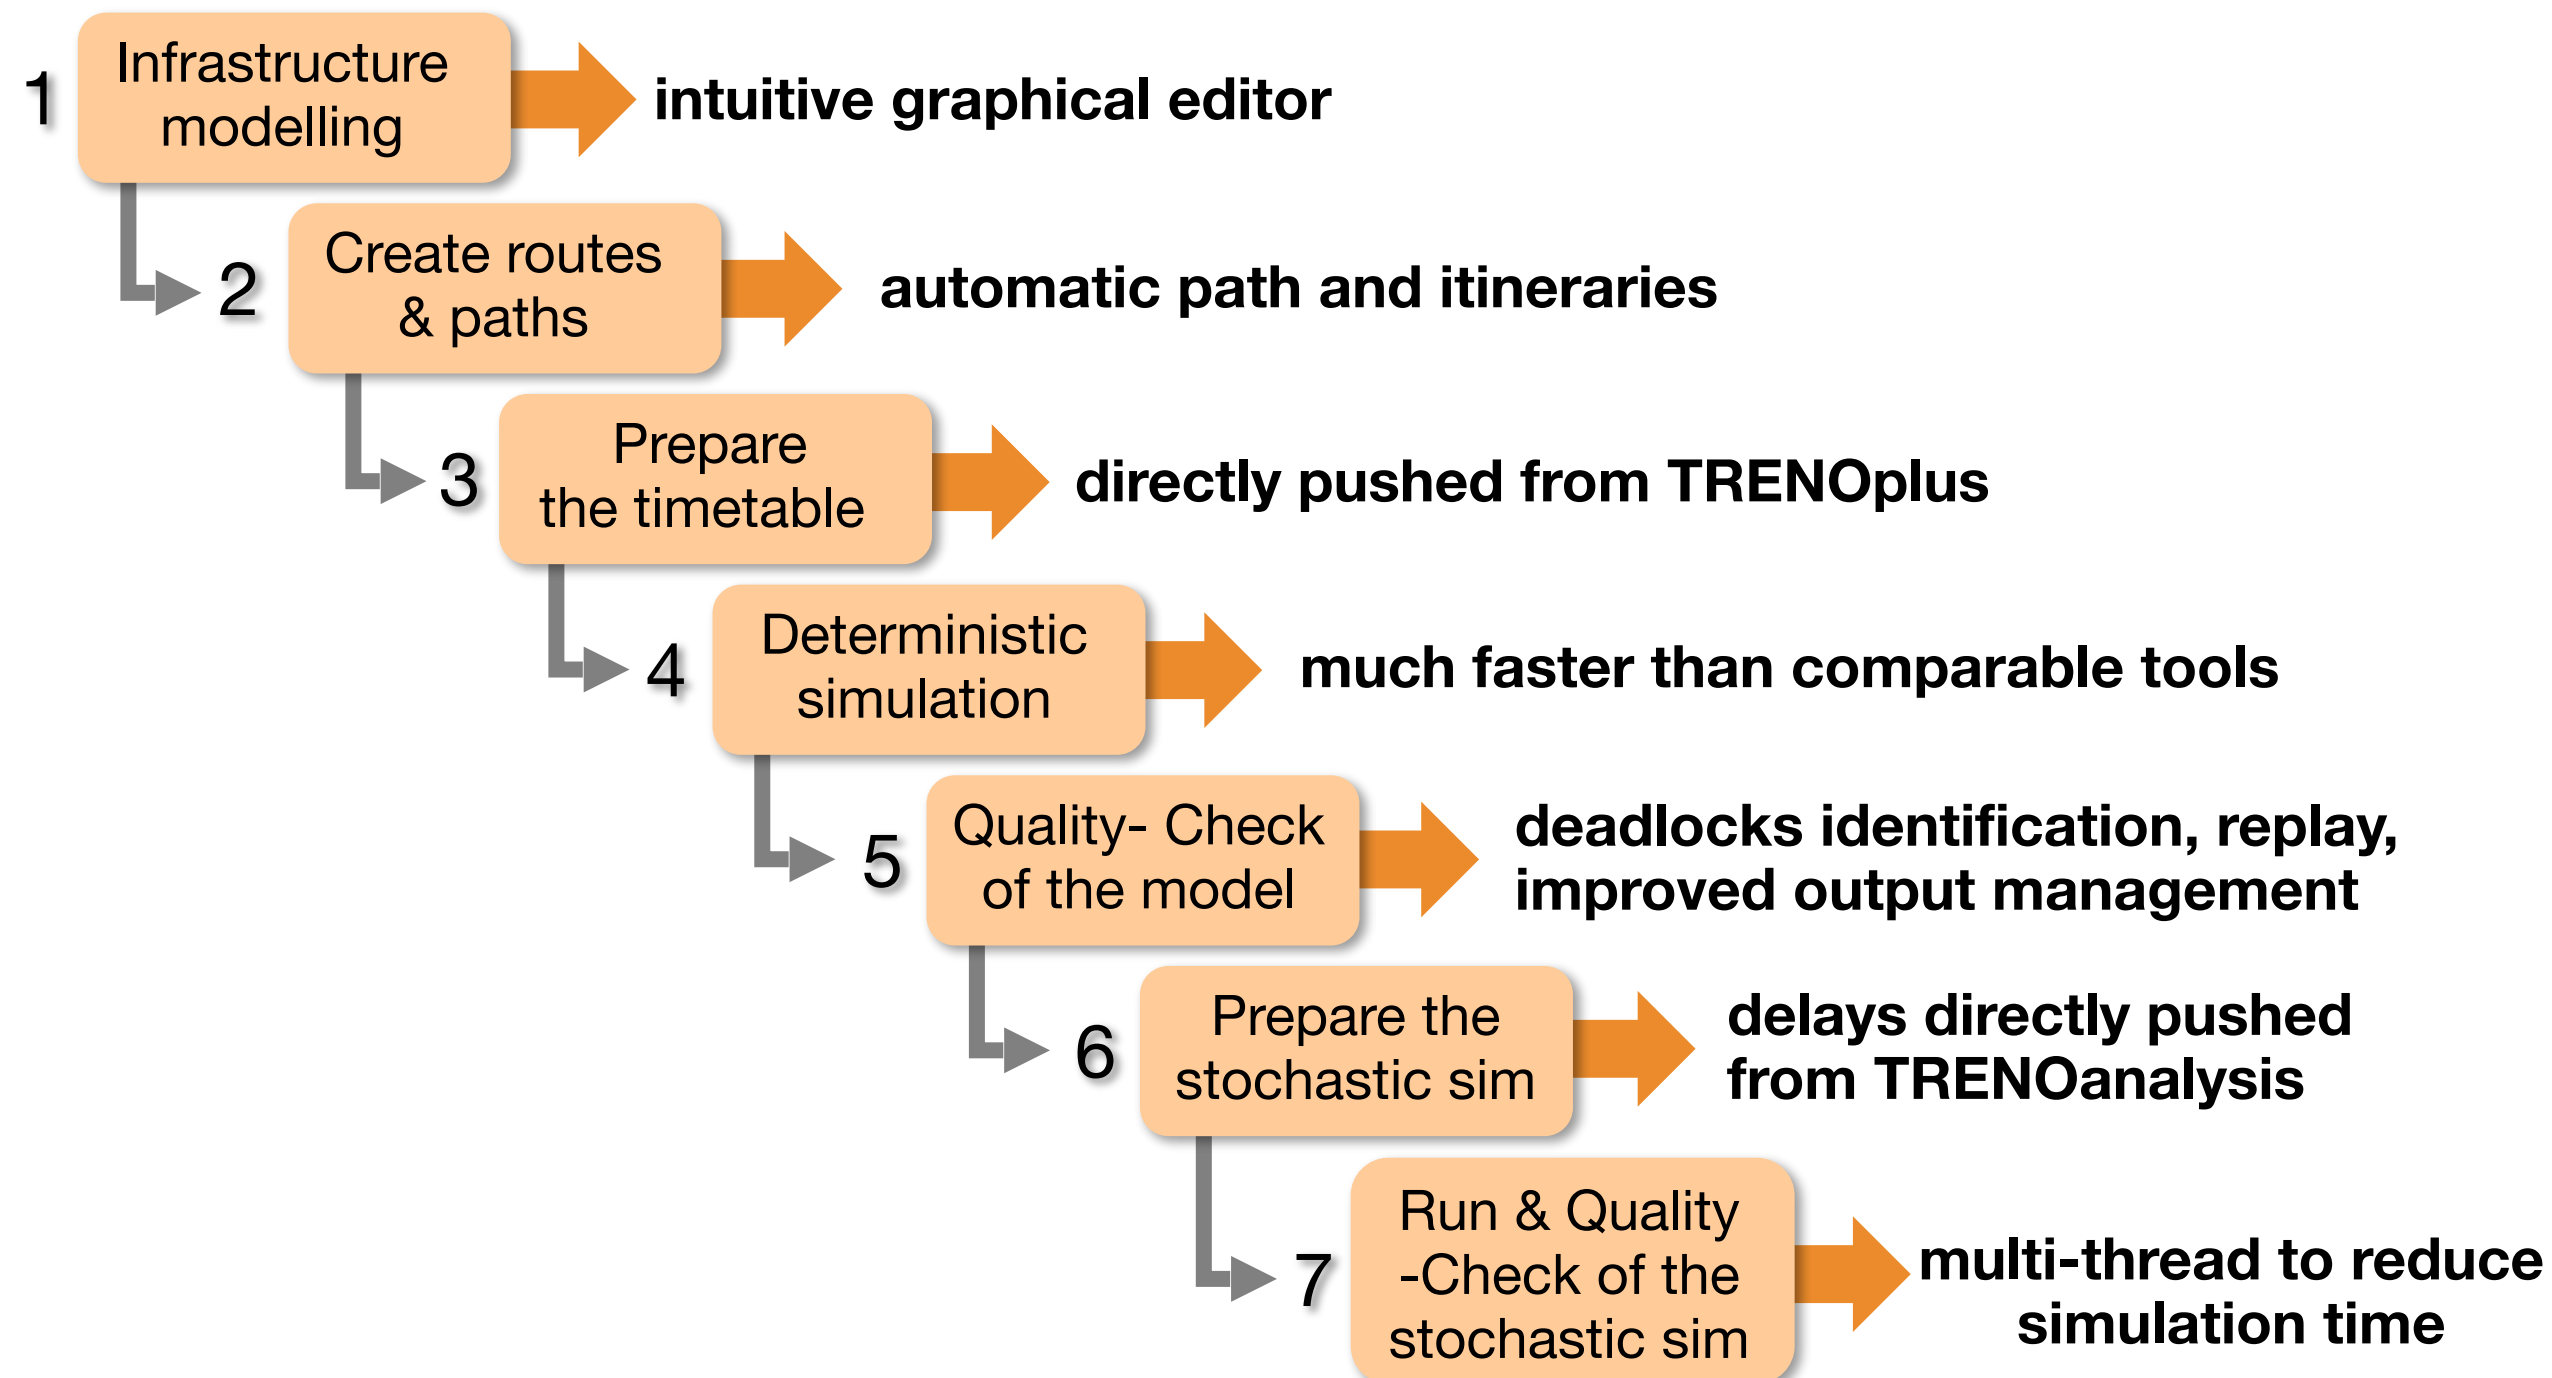 1
Infrastructure
modelling
intuitive graphical editor
2
Create routes
& paths
automatic path and itineraries
3
Prepare
the timetable
directly pushed from TRENOplus
4
Deterministic
simulation
much faster than comparable tools
5
Quality- Check
of the model
deadlocks identification, replay,
improved output management
6
Prepare the
stochastic sim
delays directly pushed
from TRENOanalysis
7
Run & Quality
-Check of the
stochastic sim
multi-thread to reduce
simulation time